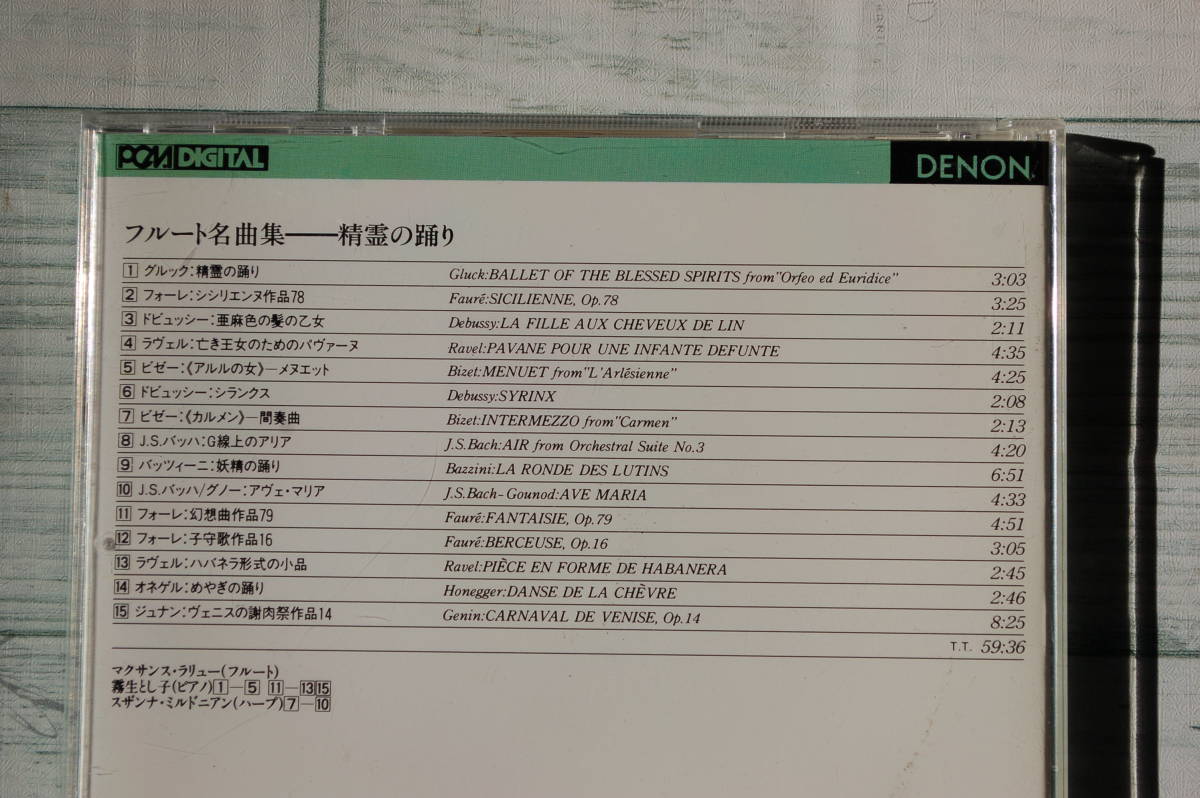 PCM DIGITAL DENON
フルート名曲集――精霊の踊り
1 グルック:精霊の踊り Gluck:BALLET OF THE BLESSED SPIRITS from"Orfeo ed Euridice" 3:03
2 フォーレ:シシリエンヌ作品78 Fauré:SICILIENNE, Op.78 3:25
3 ドビュッシー:亜麻色の髪の乙女 Debussy:LA FILLE AUX CHEVEUX DE LIN 2:11
4 ラヴェル:亡き王女のためのパヴァーヌ Ravel:PAVANE POUR UNE INFANTE DEFUNTE 4:35
5 ビゼー:《アルルの女》―メヌエット Bizet:MENUET from"L'Arlésienne" 4:25
6 ドビュッシー:シランクス Debussy:SYRINX 2:08
7 ビゼー:《カルメン》―間奏曲 Bizet:INTERMEZZO from"Carmen" 2:13
8 J.S.バッハ:G線上のアリア J.S.Bach:AIR from Orchestral Suite No.3 4:20
9 バッツィーニ:妖精の踊り Bazzini:LA RONDE DES LUTINS 6:51
10 J.S.バッハ/グノー:アヴェ・マリア J.S.Bach-Gounod:AVE MARIA 4:33
11 フォーレ:幻想曲作品79 Fauré:FANTAISIE, Op.79 4:51
12 フォーレ:子守歌作品16 Fauré:BERCEUSE, Op.16 3:05
13 ラヴェル:ハバネラ形式の小品 Ravel:PIÈCE EN FORME DE HABANERA 2:45
14 オネゲル:めやぎの踊り Honegger:DANSE DE LA CHÈVRE 2:46
15 ジュナン:ヴェニスの謝肉祭作品14 Genin:CARNAVAL DE VENISE, Op.14 8:25
T.T. 59:36
マクサンス・ラリュー(フルート)
霧生とし子(ピアノ)1―5 11―13 15
スザンナ・ミルドニアン(ハープ)7―10